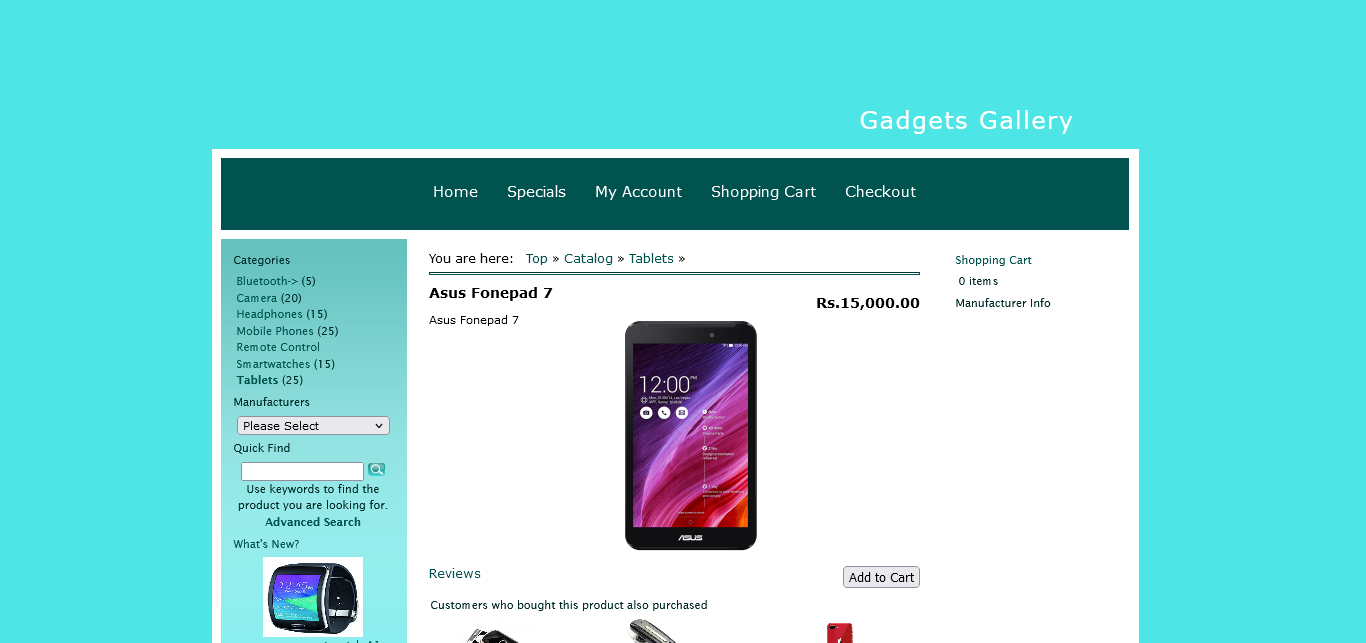 Gadgets Gallery
Home Specials My Account Shopping Cart Checkout
Categories
Bluetooth-> (5)
Camera (20)
Headphones (15)
Mobile Phones (25)
Remote Control
Smartwatches (15)
Tablets (25)
Manufacturers
Please Select
Quick Find
Use keywords to find the
product you are looking for.
Advanced Search
What's New?
You are here: Top » Catalog » Tablets »
Asus Fonepad 7
Rs.15,000.00
Asus Fonepad 7
12:00
ASUS
Reviews
Add to Cart
Customers who bought this product also purchased
Shopping Cart
0 items
Manufacturer Info